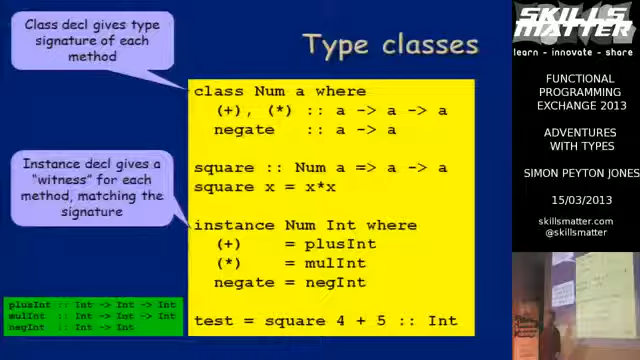 Class decl gives type
signature of each
method
Type classes
class Num a where
(+), (*) :: a -> a -> a
negate :: a -> a
square :: Num a => a -> a
square x = x*x
Instance decl gives a
"witness" for each
method, matching the
signature
instance Num Int where
(+) = plusInt
(*) = mulInt
negate = negInt
test = square 4 + 5 :: Int
plusInt :: Int -> Int -> Int
mulInt :: Int -> Int -> Int
negInt :: Int -> Int
SKILLS
MATTER
learn - innovate - share
FUNCTIONAL
PROGRAMMING
EXCHANGE 2013
ADVENTURES
WITH TYPES
SIMON PEYTON JONES
15/03/2013
skillsmatter.com
@skillsmatter